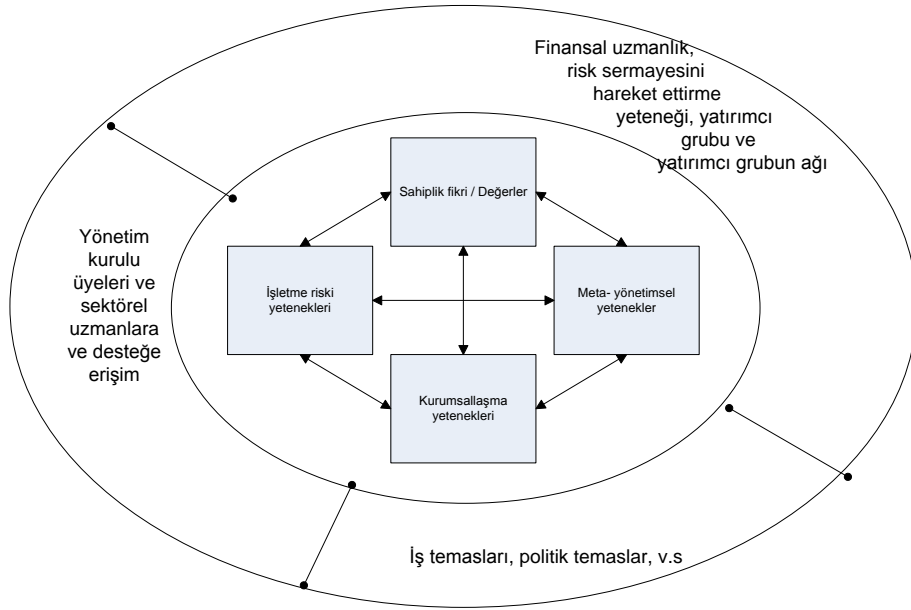 Finansal uzmanlık,
risk sermayesini
hareket ettirme
yeteneği, yatırımcı
grubu ve
yatırımcı grubun ağı
Sahiplik fikri / Değerler
Yönetim
kurulu
üyeleri ve
sektörel
uzmanlara
ve desteğe
erişim
İşletme riski
yetenekleri
Meta- yönetimsel
yetenekler
Kurumsallaşma
yetenekleri
İş temasları, politik temaslar, v.s